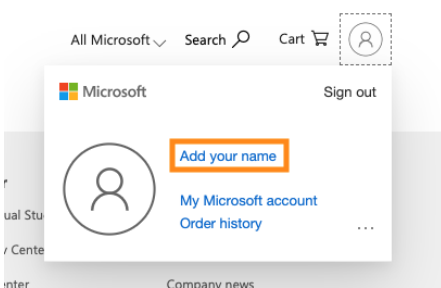 All Microsoft Search Cart
Microsoft Sign out
Add your name
My Microsoft account
Order history
...
Company news